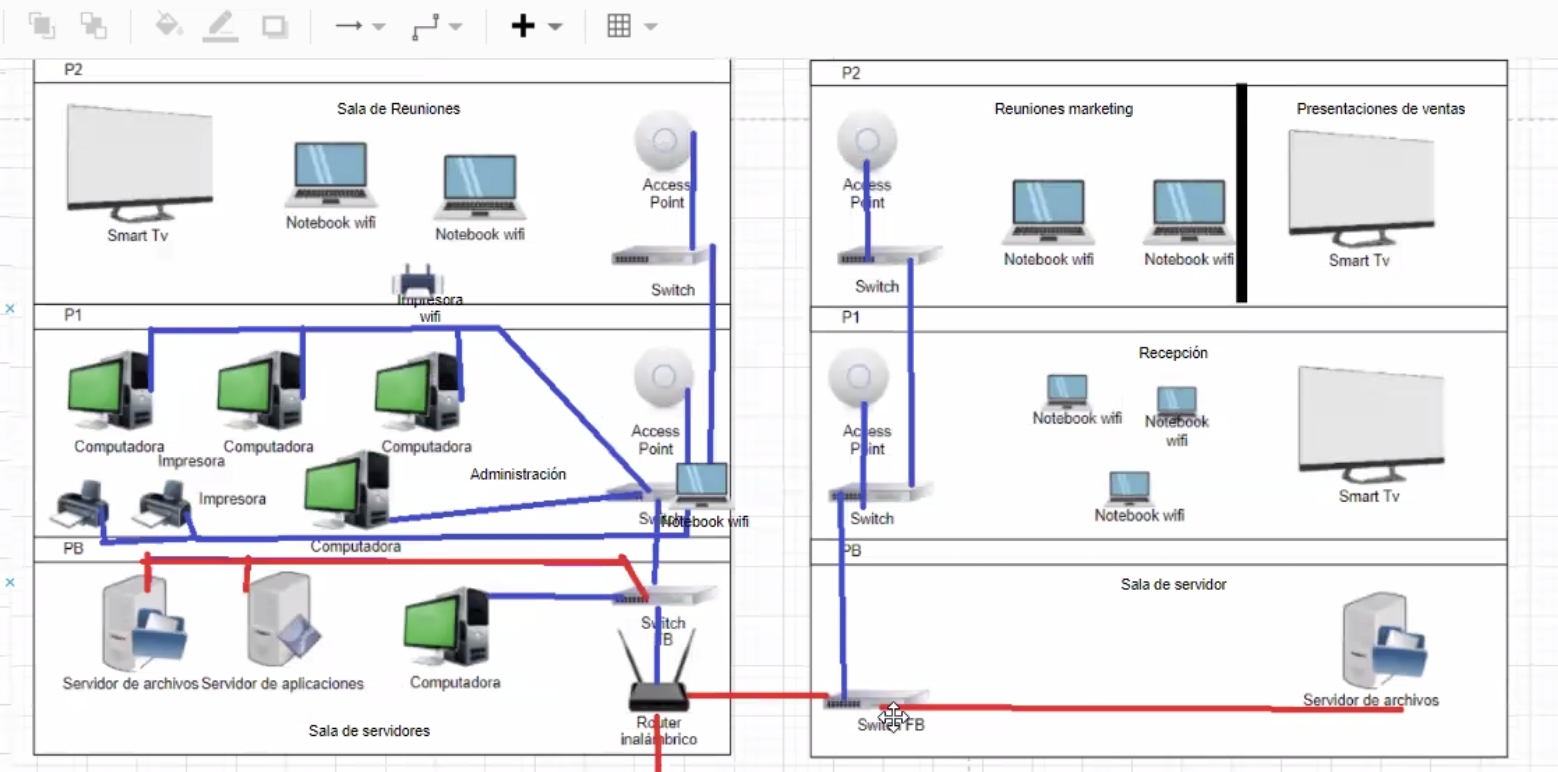 P2
Sala de Reuniones
Smart Tv
Notebook wifi
Notebook wifi
Access
Point
Switch
Impresora
wifi
P1
Computadora
Computadora
Computadora
Impresora
Impresora
Computadora
Administración
Access
Point
Switch
Notebook wifi
PB
Servidor de archivos
Servidor de aplicaciones
Computadora
Switch
FB
Router
inalámbrico
Sala de servidores
P2
Reuniones marketing
Presentaciones de ventas
Access
Point
Switch
Notebook wifi
Notebook wifi
Smart Tv
P1
Recepción
Access
Point
Switch
Notebook wifi
Notebook
wifi
Notebook wifi
Smart Tv
PB
Sala de servidor
Servidor de archivos
Switch FB